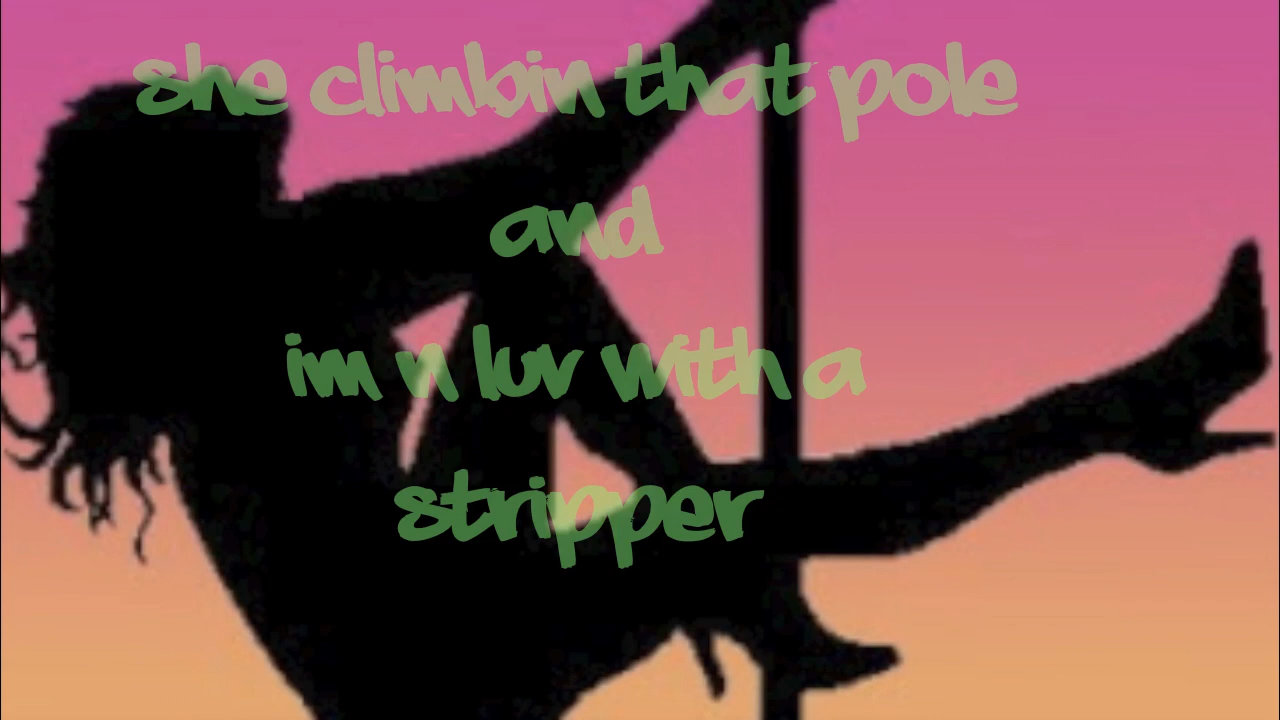 she climbin that pole
and
im n luv with a
stripper